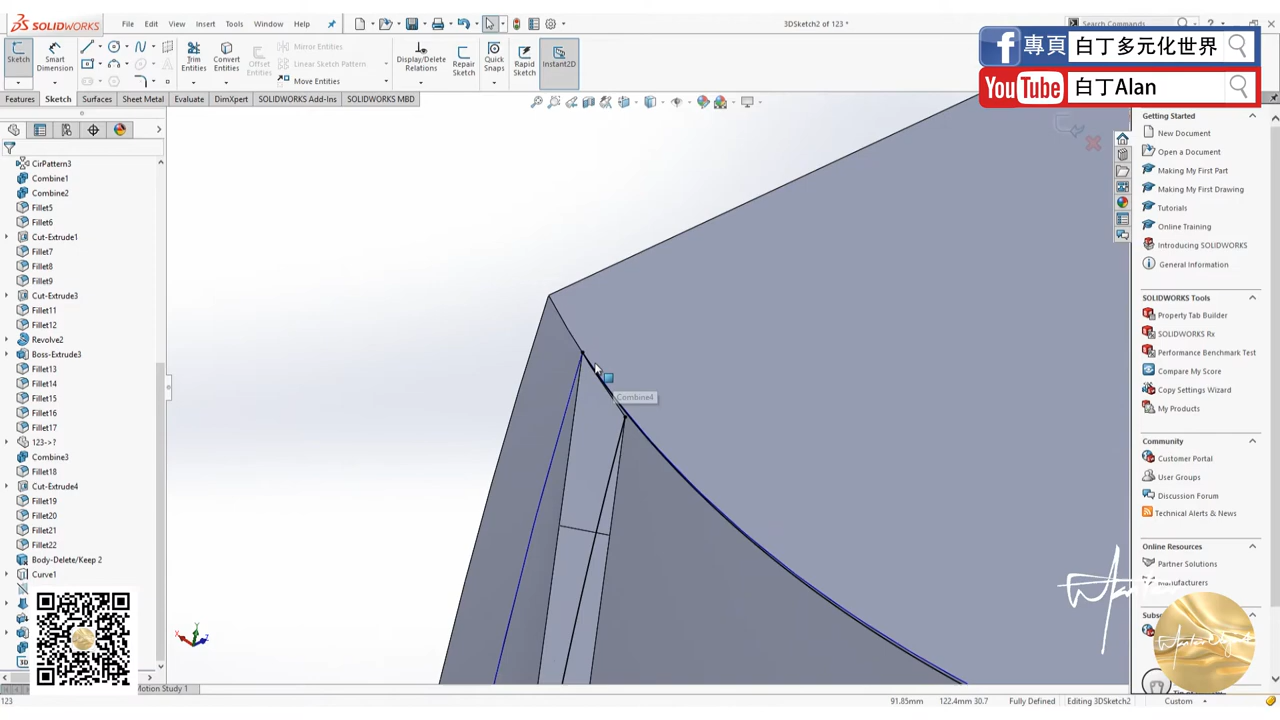 SOLIDWORKS
File Edit View Insert Tools Window Help
3DSketch2 of 123 *
Search Commands
專頁 白丁多元化世界
YouTube 白丁Alan
Sketch
Smart Dimension
Trim Entities
Convert Entities
Offset Entities
Mirror Entities
Linear Sketch Pattern
Move Entities
Display/Delete Relations
Repair Sketch
Quick Snaps
Rapid Sketch
Instant2D
Features Sketch Surfaces Sheet Metal Evaluate DimXpert SOLIDWORKS Add-Ins SOLIDWORKS MBD
CirPattern3
Combine1
Combine2
Fillet5
Fillet6
Cut-Extrude1
Fillet7
Fillet8
Fillet9
Cut-Extrude3
Fillet11
Fillet12
Revolve2
Boss-Extrude3
Fillet13
Fillet14
Fillet15
Fillet16
Fillet17
123->?
Combine3
Fillet18
Cut-Extrude4
Fillet19
Fillet20
Fillet21
Fillet22
Body-Delete/Keep 2
Curve1
3D
Combine4
Getting Started
New Document
Open a Document
Making My First Part
Making My First Drawing
Tutorials
Online Training
Introducing SOLIDWORKS
General Information
SOLIDWORKS Tools
Property Tab Builder
SOLIDWORKS Rx
Performance Benchmark Test
Compare My Score
Copy Settings Wizard
My Products
Community
Customer Portal
User Groups
Discussion Forum
Technical Alerts & News
Online Resources
Partner Solutions
Manufacturers
Motion Study 1
123
91.85mm 122.4mm 30.7 Fully Defined Editing 3DSketch2 Custom